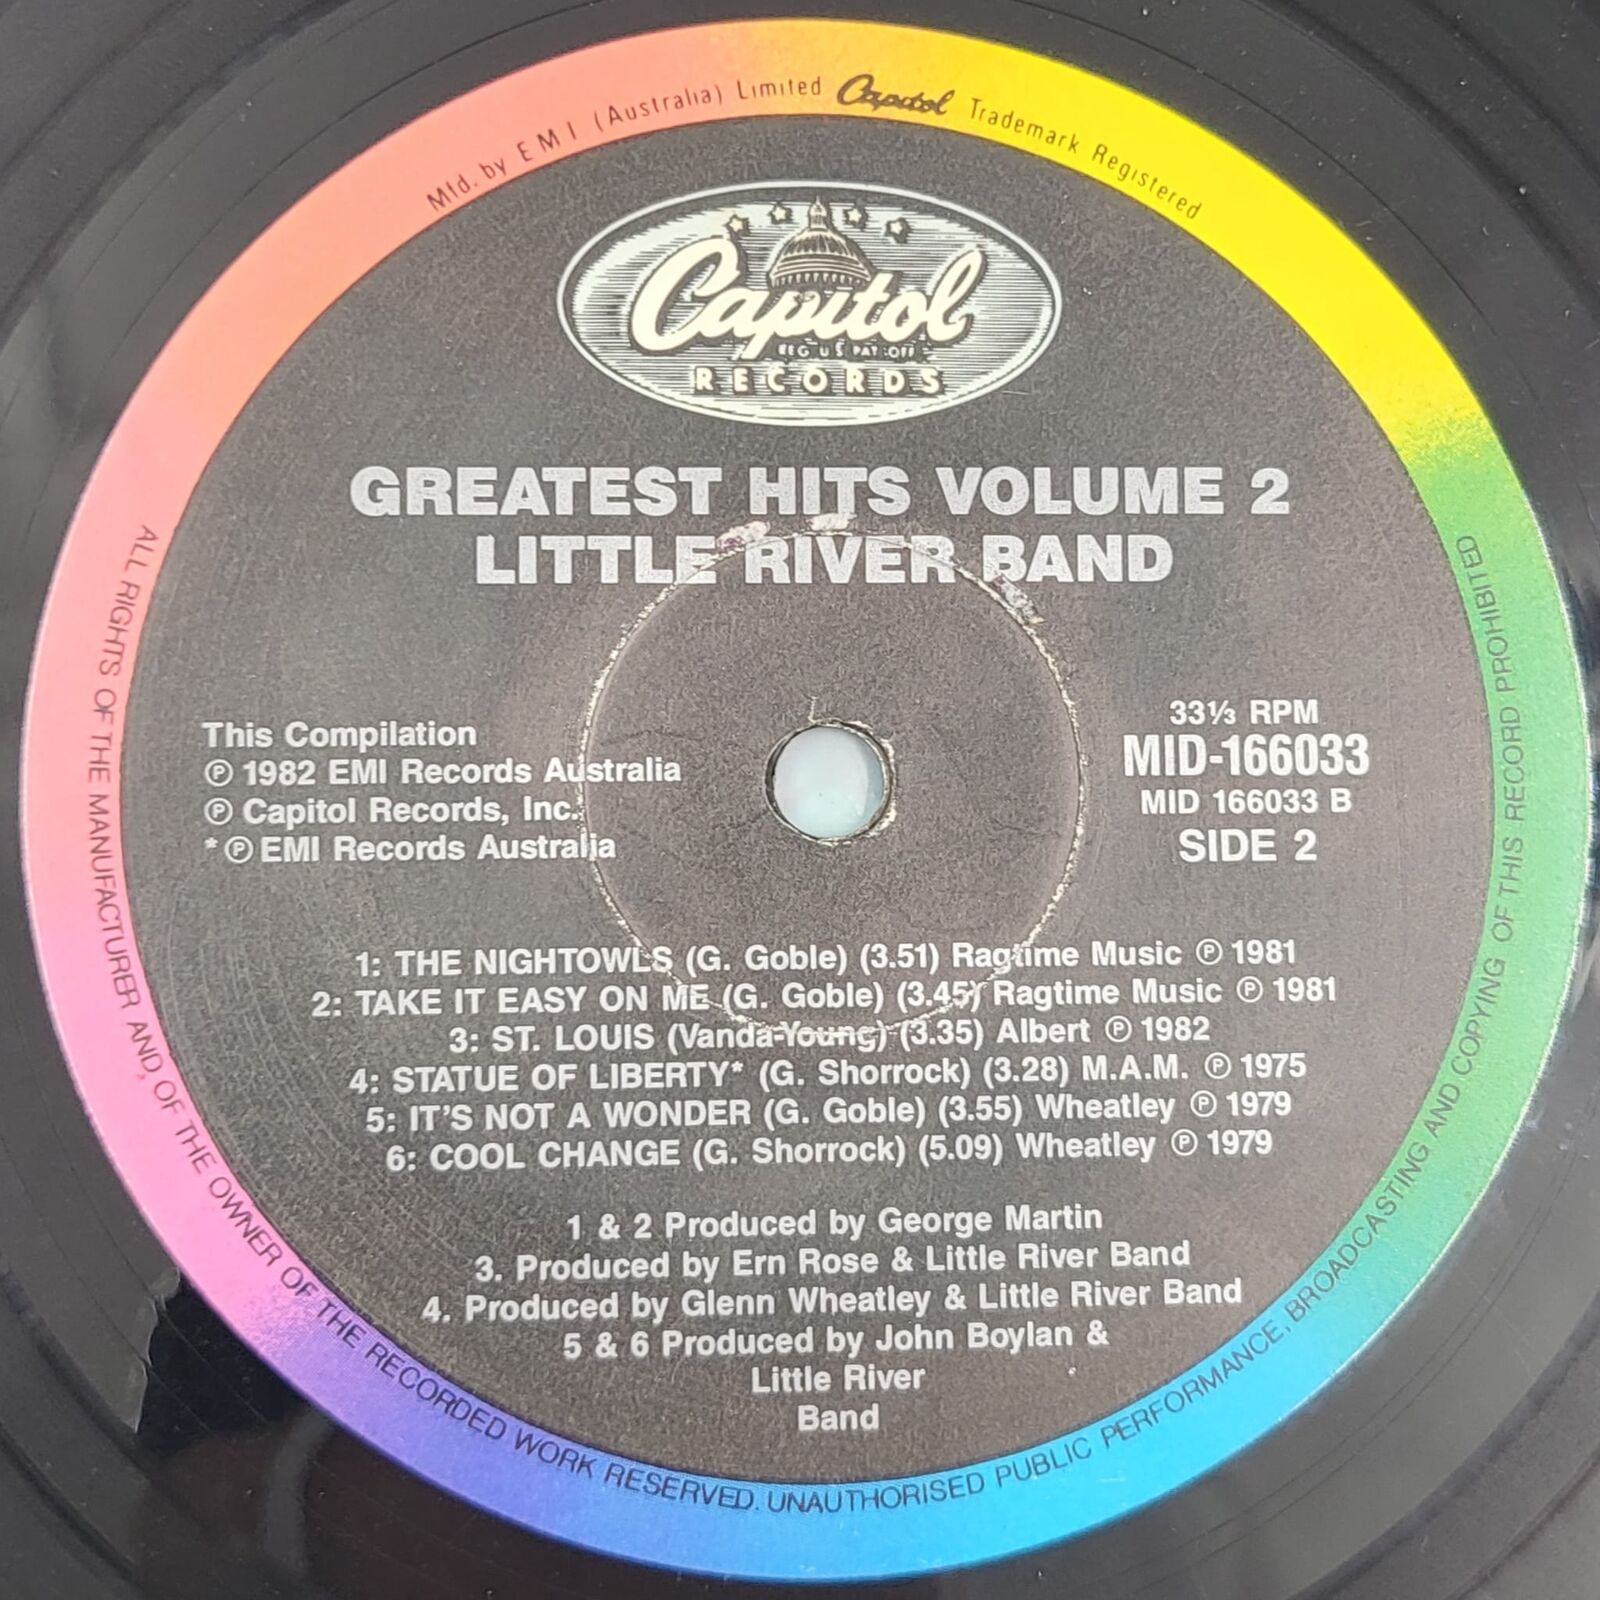 Mfd. by E M I (Australia) Limited Capitol Trademark Registered
Capitol
REG. U.S. PAT. OFF.
RECORDS
GREATEST HITS VOLUME 2
LITTLE RIVER BAND
This Compilation
℗ 1982 EMI Records Australia
℗ Capitol Records, Inc.
* ℗ EMI Records Australia
33⅓ RPM
MID-166033
MID 166033 B
SIDE 2
1: THE NIGHTOWLS (G. Goble) (3.51) Ragtime Music ℗ 1981
2: TAKE IT EASY ON ME (G. Goble) (3.45) Ragtime Music ℗ 1981
3: ST. LOUIS (Vanda-Young) (3.35) Albert ℗ 1982
4: STATUE OF LIBERTY* (G. Shorrock) (3.28) M.A.M. ℗ 1975
5: IT'S NOT A WONDER (G. Goble) (3.55) Wheatley ℗ 1979
6: COOL CHANGE (G. Shorrock) (5.09) Wheatley ℗ 1979
1 & 2 Produced by George Martin
3. Produced by Ern Rose & Little River Band
4. Produced by Glenn Wheatley & Little River Band
5 & 6 Produced by John Boylan &
Little River
Band
ALL RIGHTS OF THE MANUFACTURER AND, OF THE OWNER OF THE RECORDED WORK RESERVED. UNAUTHORISED PUBLIC PERFORMANCE, BROADCASTING AND COPYING OF THIS RECORD PROHIBITED